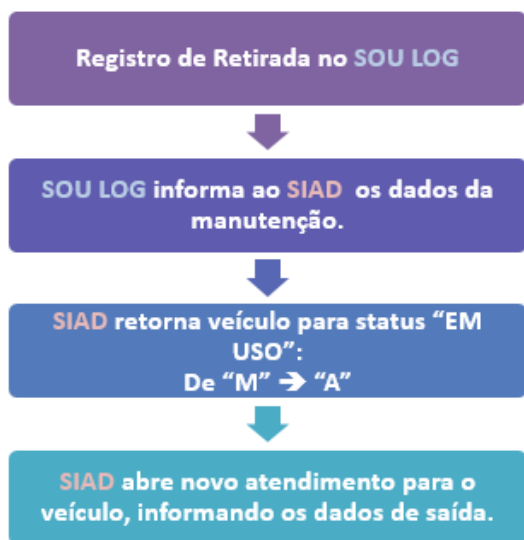 Registro de Retirada no SOU LOG
SOU LOG informa ao SIAD os dados da
manutenção.
SIAD retorna veículo para status “EM
USO”:
De “M” ➔ “A”
SIAD abre novo atendimento para o
veículo, informando os dados de saída.